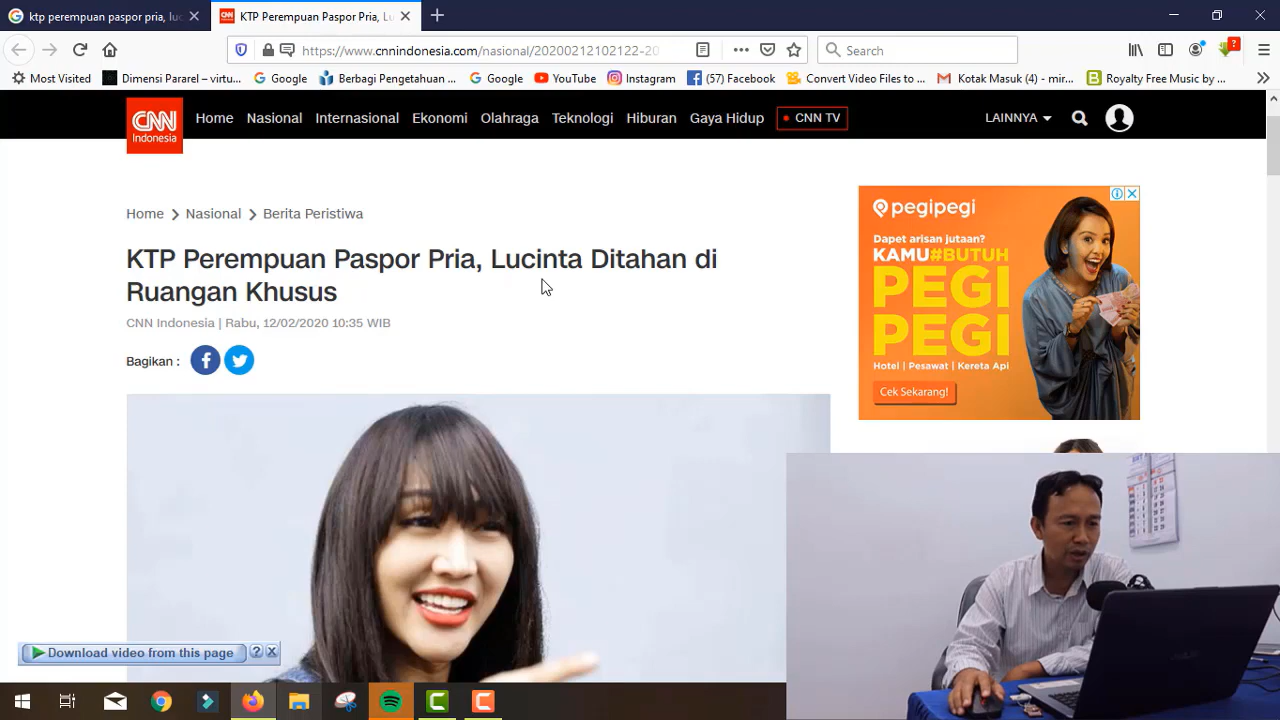 ktp perempuan paspor pria, luc
KTP Perempuan Paspor Pria, Lu
https://www.cnnindonesia.com/nasional/20200212102122-20
Search
Most Visited
Dimensi Pararel – virtu...
Google
Berbagi Pengetahuan ...
Google
YouTube
Instagram
(57) Facebook
Convert Video Files to ...
Kotak Masuk (4) - mir...
Royalty Free Music by ...
CNN
Indonesia
Home
Nasional
Internasional
Ekonomi
Olahraga
Teknologi
Hiburan
Gaya Hidup
CNN TV
LAINNYA
Home > Nasional > Berita Peristiwa
KTP Perempuan Paspor Pria, Lucinta Ditahan di
Ruangan Khusus
CNN Indonesia | Rabu, 12/02/2020 10:35 WIB
Bagikan :
pegipegi
Dapat arisan jutaan?
KAMU#BUTUH
PEGI
PEGI
Hotel | Pesawat | Kereta Api
Cek Sekarang!
Download video from this page